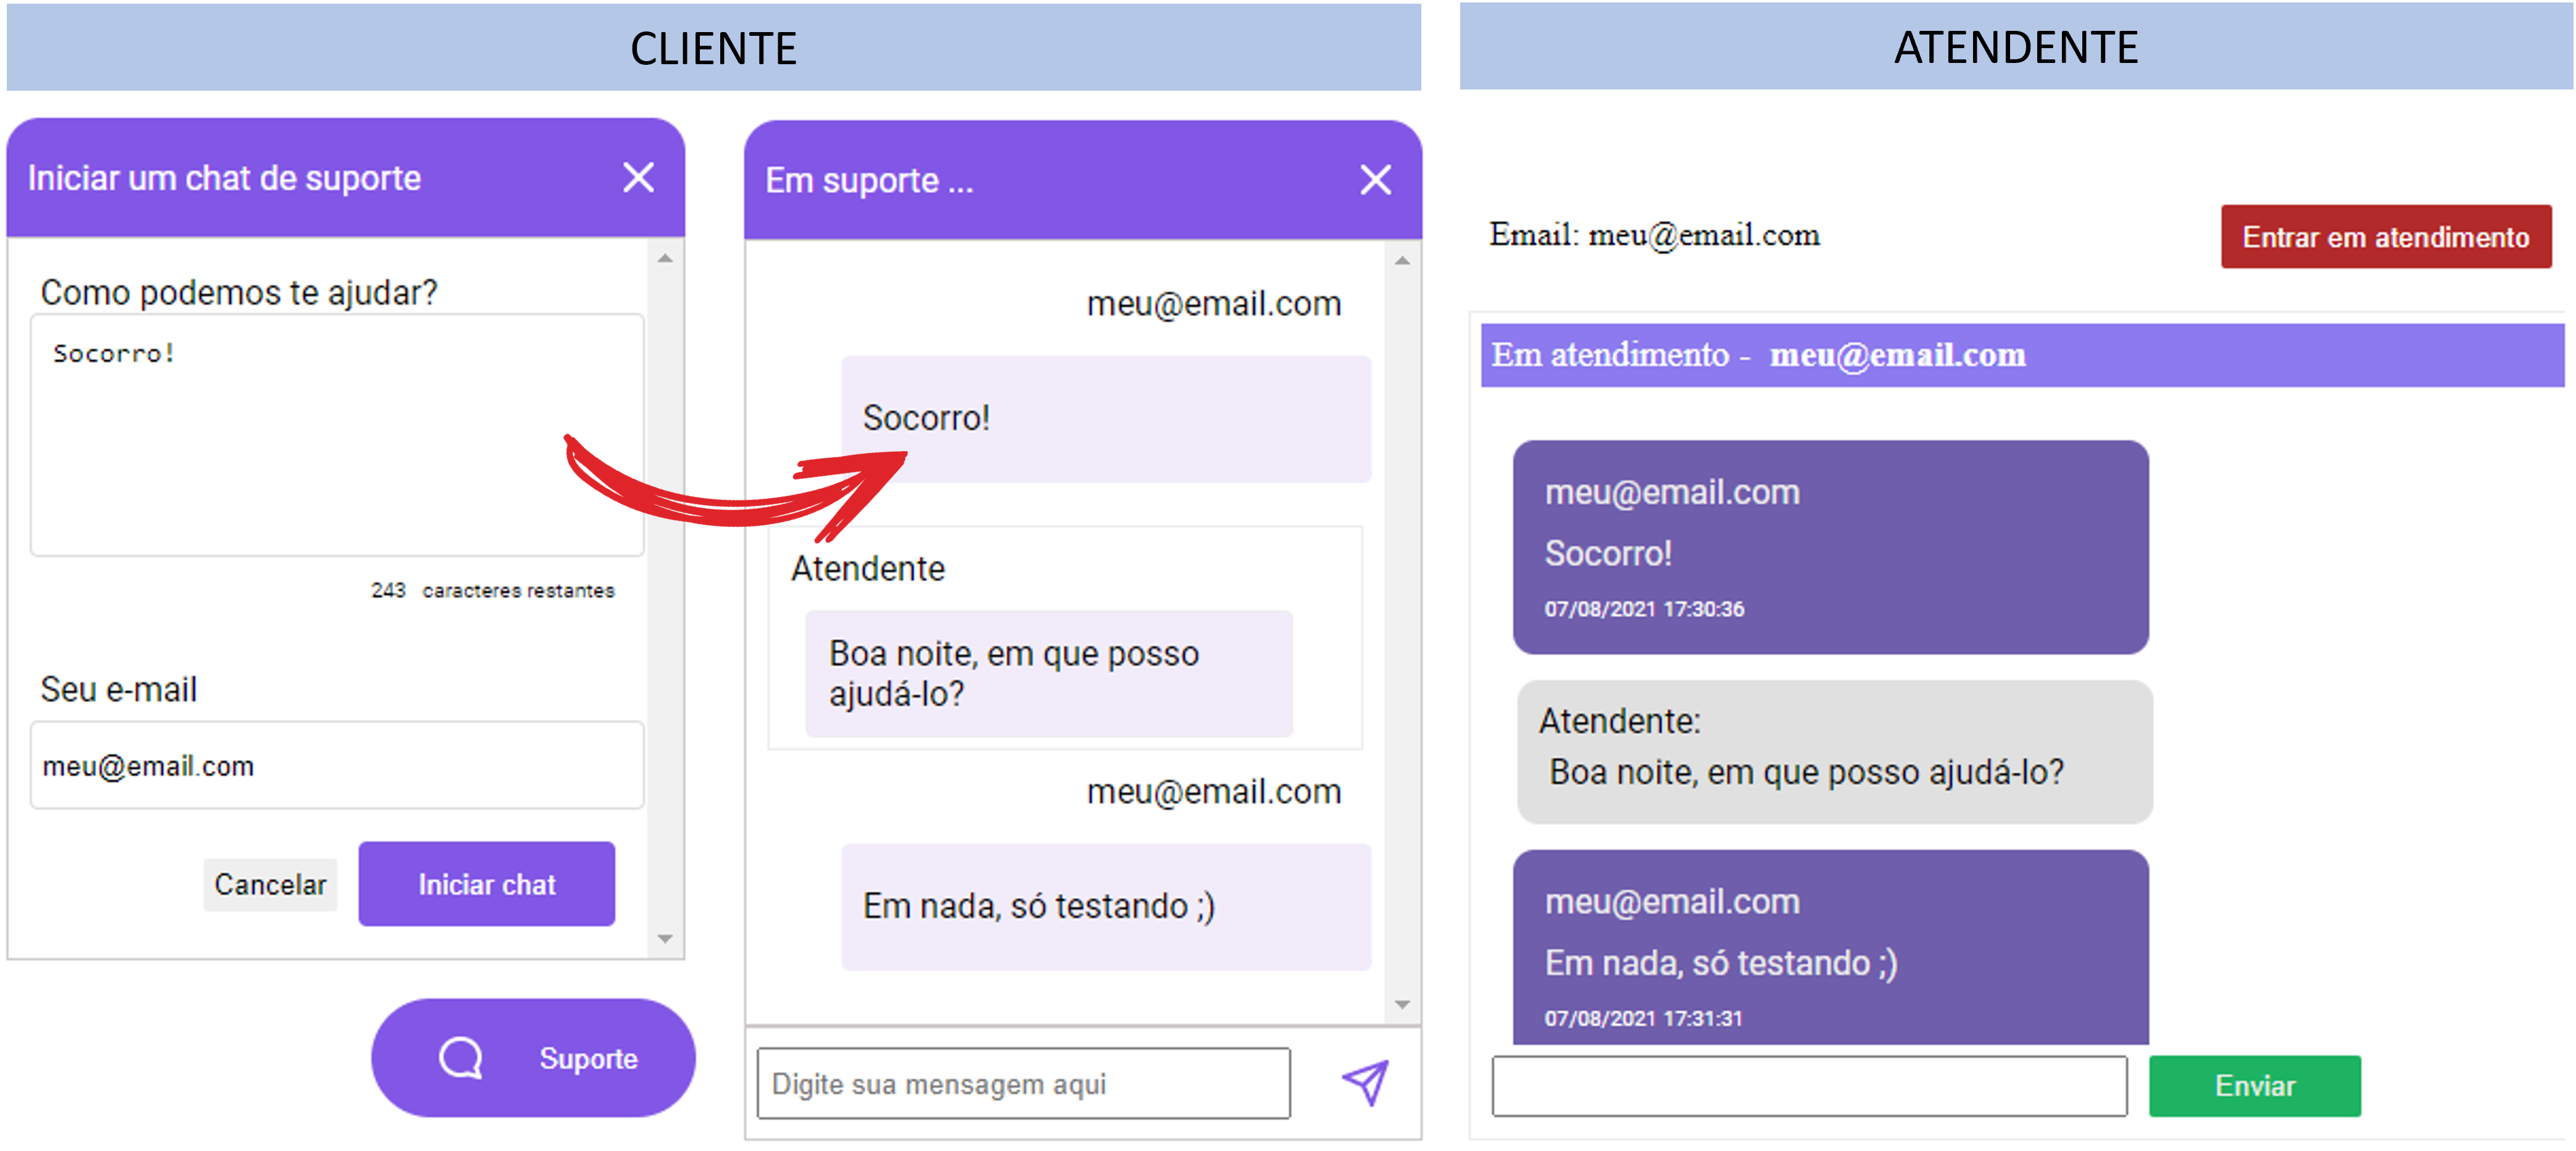 CLIENTE
Iniciar um chat de suporte
Como podemos te ajudar?
Socorro!
243 caracteres restantes
Seu e-mail
meu@email.com
Cancelar
Iniciar chat
Suporte
Em suporte ...
meu@email.com
Socorro!
Atendente
Boa noite, em que posso
ajudá-lo?
meu@email.com
Em nada, só testando ;)
Digite sua mensagem aqui
ATENDENTE
Email: meu@email.com
Entrar em atendimento
Em atendimento - meu@email.com
meu@email.com
Socorro!
07/08/2021 17:30:36
Atendente:
Boa noite, em que posso ajudá-lo?
meu@email.com
Em nada, só testando ;)
07/08/2021 17:31:31
Enviar